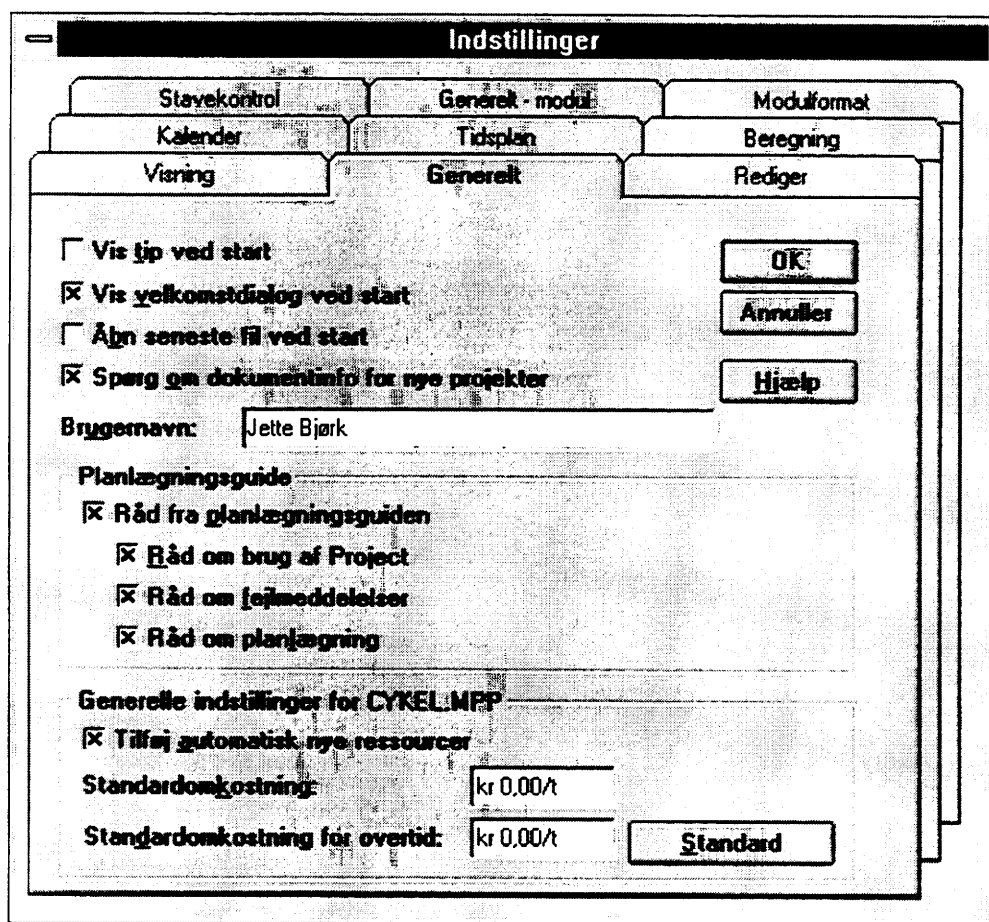 Indstillinger
Stavekontrol Generelt - modul Modulformat
Kalender Tidsplan Beregning
Visning Generelt Rediger
Vis tip ved start
OK
Vis velkomstdialog ved start
Annuller
Åbn seneste fil ved start
Spørg om dokumentinfo for nye projekter
Hjælp
Brugernavn: Jette Bjørk
Planlægningsguide
Råd fra planlægningsguiden
Råd om brug af Project
Råd om fejlmeddelelser
Råd om planlægning
Generelle indstillinger for CYKEL.MPP
Tilføj automatisk nye ressourcer
Standardomkostning: kr 0,00/t
Standardomkostning for overtid: kr 0,00/t Standard